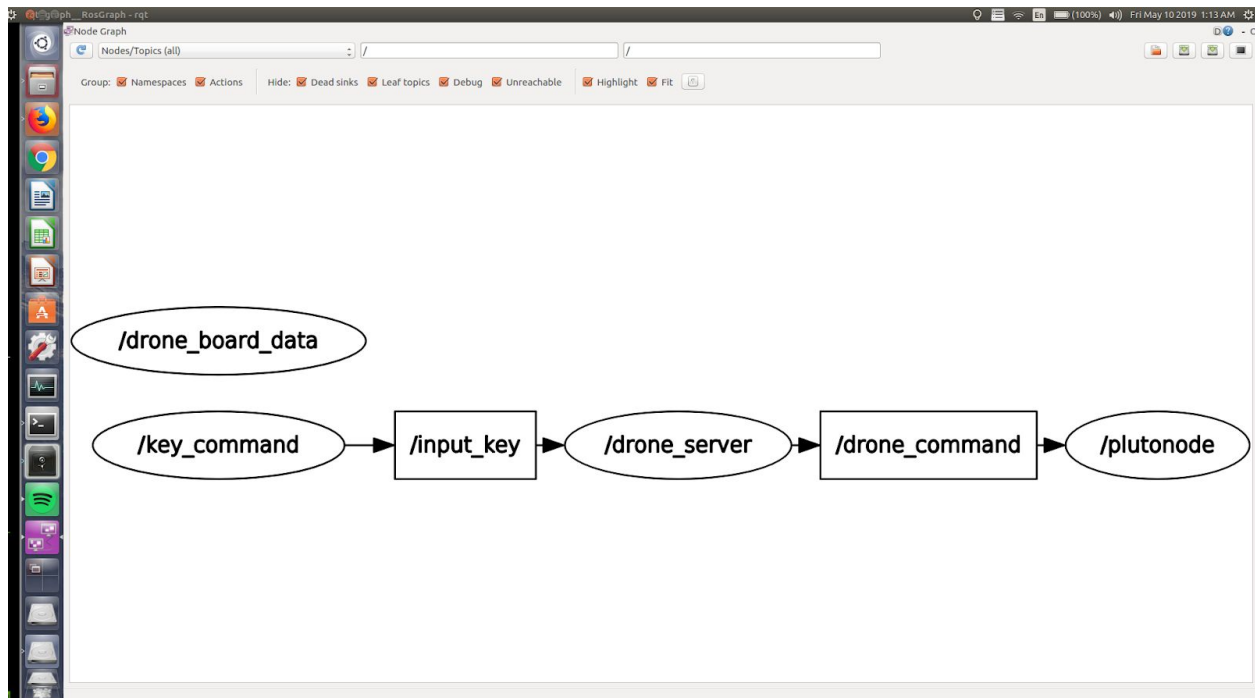 RosGraph - rqt
En (100%) Fri May 10 2019 1:13 AM
Node Graph
Nodes/Topics (all) / /
Group: Namespaces Actions Hide: Dead sinks Leaf topics Debug Unreachable Highlight Fit
/drone_board_data
/key_command /input_key /drone_server /drone_command /plutonode